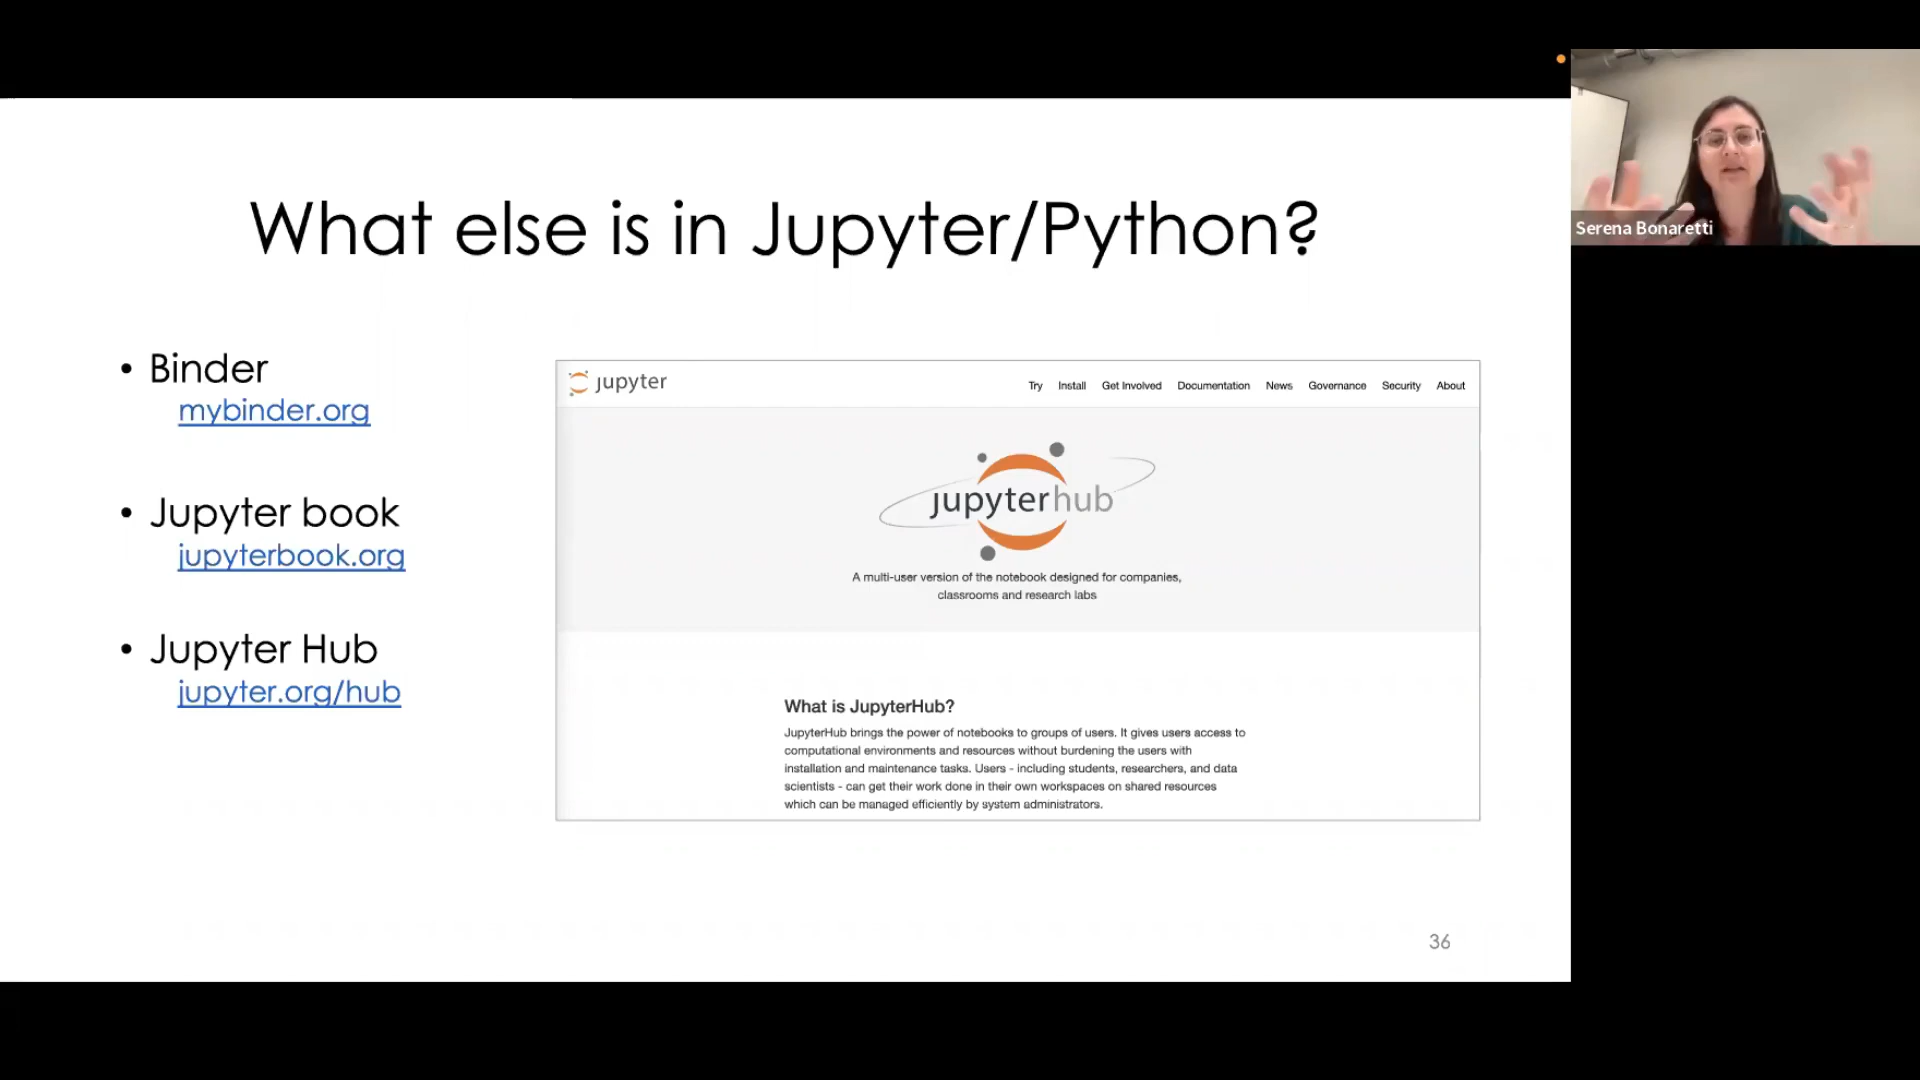 What else is in Jupyter/Python?
• Binder
mybinder.org
• Jupyter book
jupyterbook.org
• Jupyter Hub
jupyter.org/hub
jupyter
Try Install Get Involved Documentation News Governance Security About
jupyterhub
A multi-user version of the notebook designed for companies,
classrooms and research labs
What is JupyterHub?
JupyterHub brings the power of notebooks to groups of users. It gives users access to
computational environments and resources without burdening the users with
installation and maintenance tasks. Users - including students, researchers, and data
scientists - can get their work done in their own workspaces on shared resources
which can be managed efficiently by system administrators.
36
Serena Bonaretti